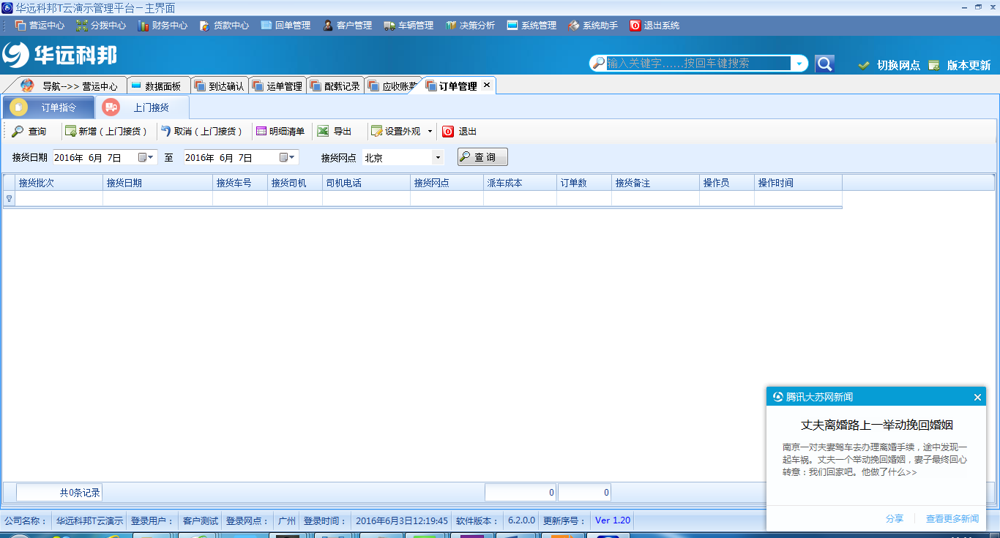 华远科邦T云演示管理平台－主界面
营运中心 分拨中心 财务中心 货款中心 回单管理 客户管理 车辆管理 决策分析 系统管理 系统助手 退出系统
华远科邦
输入关键字……按回车键搜索
切换网点 版本更新
导航-->> 营运中心 数据面板 到达确认 运单管理 配载记录 应收账款 订单管理
订单指令 上门接货
查询 新增（上门接货） 取消（上门接货） 明细清单 导出 设置外观 退出
接货日期 2016年 6月 7日 至 2016年 6月 7日 接货网点 北京 查 询
接货批次 接货日期 接货车号 接货司机 司机电话 接货网点 派车成本 订单数 接货备注 操作员 操作时间
腾讯大苏网新闻
丈夫离婚路上一举动挽回婚姻
南京一对夫妻驾车去办理离婚手续，途中发现一
起车祸。丈夫一个举动挽回婚姻，妻子最终回心
转意：我们回家吧。他做了什么>>
分享 查看更多新闻
共0条记录 0 0
公司名称： 华远科邦T云演示 登录用户： 客户测试 登录网点： 广州 登录时间： 2016年6月3日12:19:45 软件版本： 6.2.0.0 更新序号： Ver 1.20